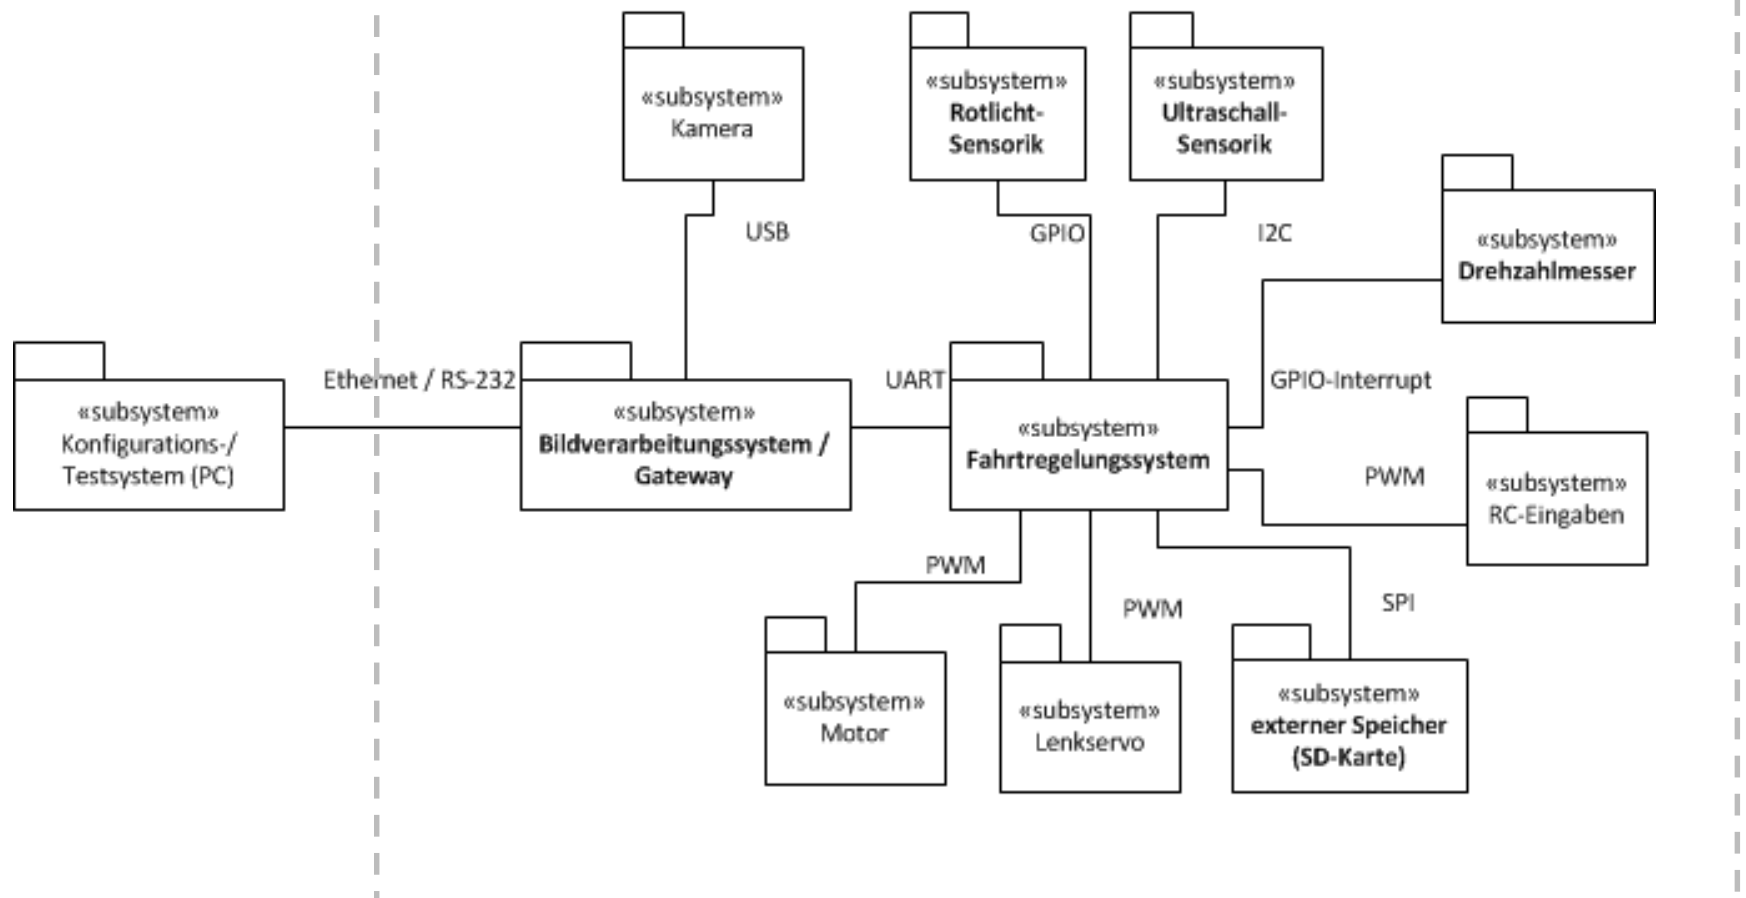 «subsystem»
Kamera
«subsystem»
Rotlicht-
Sensorik
«subsystem»
Ultraschall-
Sensorik
«subsystem»
Drehzahlmesser
USB
GPIO
I2C
Ethernet / RS-232
UART
GPIO-Interrupt
«subsystem»
Konfigurations-/
Testsystem (PC)
«subsystem»
Bildverarbeitungssystem /
Gateway
«subsystem»
Fahrtregelungssystem
PWM
«subsystem»
RC-Eingaben
PWM
PWM
SPI
«subsystem»
Motor
«subsystem»
Lenkservo
«subsystem»
externer Speicher
(SD-Karte)